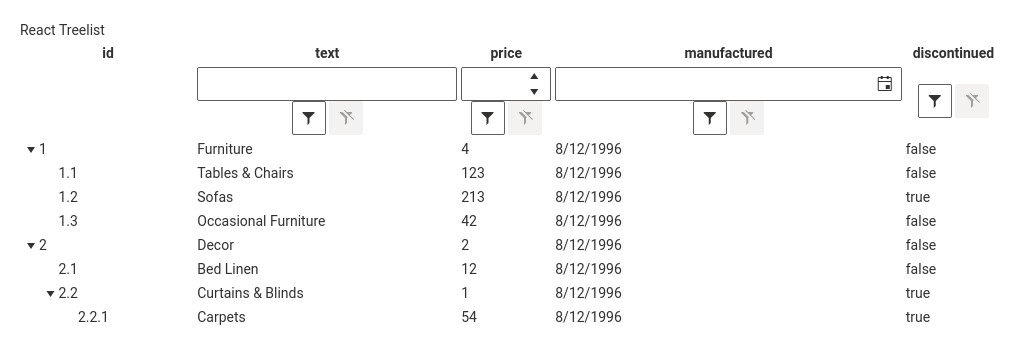 React Treelist
id text price manufactured discontinued
1 Furniture 4 8/12/1996 false
1.1 Tables & Chairs 123 8/12/1996 false
1.2 Sofas 213 8/12/1996 true
1.3 Occasional Furniture 42 8/12/1996 false
2 Decor 2 8/12/1996 false
2.1 Bed Linen 12 8/12/1996 false
2.2 Curtains & Blinds 1 8/12/1996 true
2.2.1 Carpets 54 8/12/1996 true